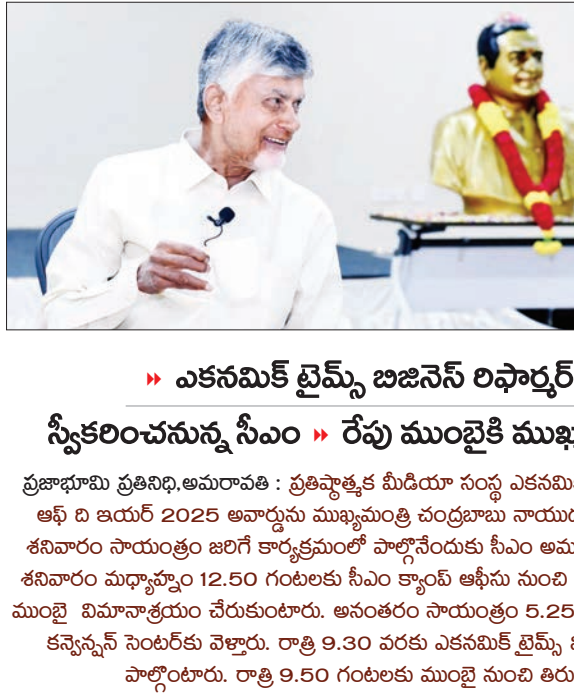 ఎకనమిక్ టైమ్స్ బిజినెస్ రిఫార్మర్
స్వీకరించనున్న సీఎం ›› రేపు ముంబైకి
ప్రజాభూమి ప్రతినిధి,అమరావతి : ప్రతిష్ఠాత్మక మీడియా సంస్థ
ఆఫ్ ది ఇయర్ 2025 అవార్డును ముఖ్యమంత్రి చంద్రబాబు
శనివారం సాయంత్రం జరిగే కార్యక్రమంలో పాల్గొనేందుకు సీఎం
శనివారం మధ్యాహ్నం 12.50 గంటలకు సీఎం క్యాంప్ ఆఫీసు నుంచి
ముంబై విమానాశ్రయం చేరుకుంటారు. అనంతరం సాయంత్రం 5.25
కన్వెన్షన్ సెంటర్‌కు వెళ్తారు. రాత్రి 9.30 వరకు ఎకనమిక్ టైమ్స్
పాల్గొంటారు. రాత్రి 9.50 గంటలకు ముంబై నుంచి